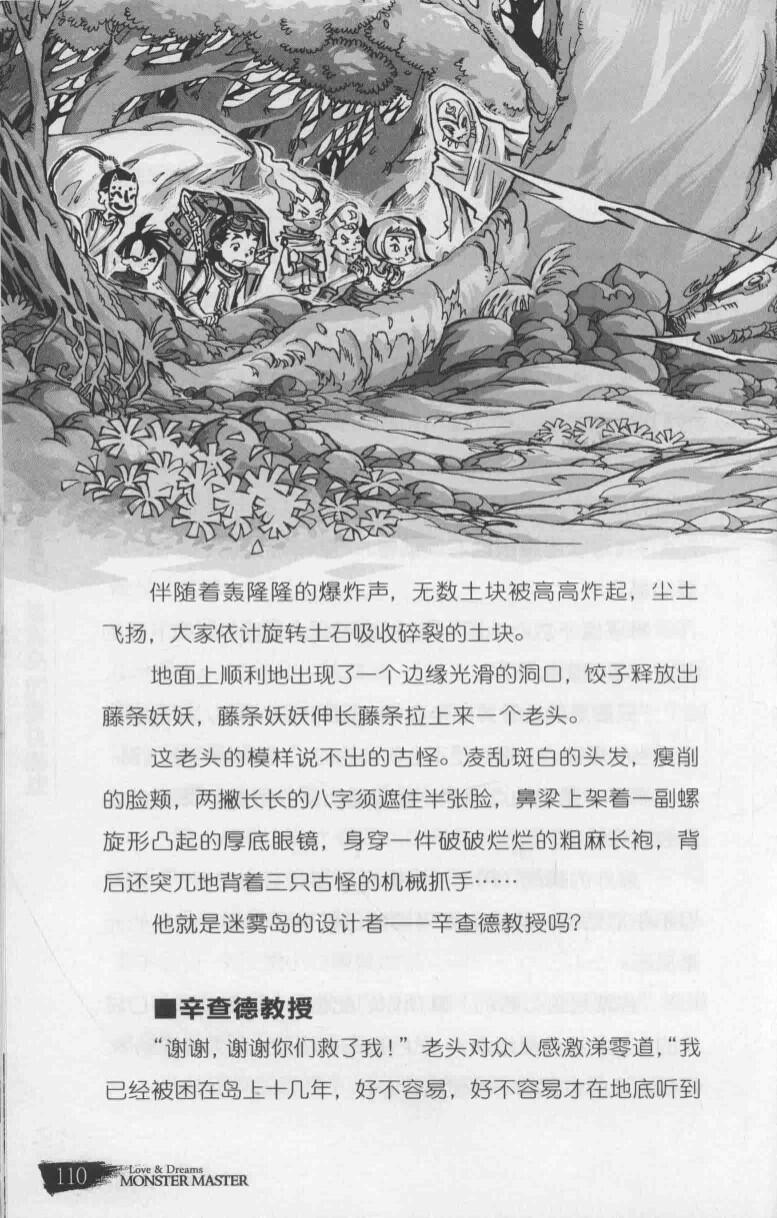 伴随着轰隆隆的爆炸声，无数土块被高高炸起，尘土
飞扬，大家依计旋转土石吸收碎裂的土块。
地面上顺利地出现了一个边缘光滑的洞口，饺子释放出
藤条妖妖，藤条妖妖伸长藤条拉上来一个老头。
这老头的模样说不出的古怪。凌乱斑白的头发，瘦削
的脸颊，两撇长长的八字须遮住半张脸，鼻梁上架着一副螺
旋形凸起的厚底眼镜，身穿一件破破烂烂的粗麻长袍，背
后还突兀地背着三只古怪的机械抓手……
他就是迷雾岛的设计者——辛查德教授吗？
■辛查德教授
“谢谢，谢谢你们救了我！”老头对众人感激涕零道，“我
已经被困在岛上十几年，好不容易，好不容易才在地底听到
110
Love & Dreams
MONSTER MASTER